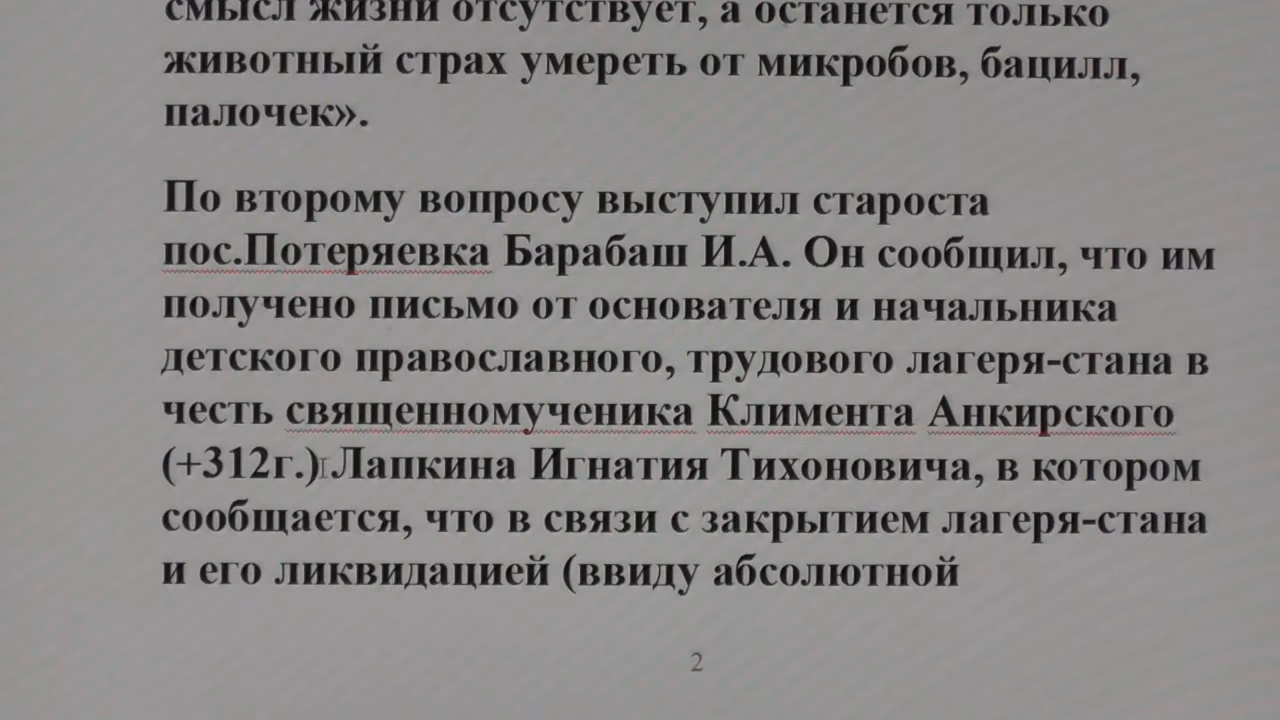 смысл жизни отсутствует, а останется только
животный страх умереть от микробов, бацилл,
палочек».
По второму вопросу выступил староста
пос.Потеряевка Барабаш И.А. Он сообщил, что им
получено письмо от основателя и начальника
детского православного, трудового лагеря-стана в
честь священномученика Климента Анкирского
(+312г.) Лапкина Игнатия Тихоновича, в котором
сообщается, что в связи с закрытием лагеря-стана
и его ликвидацией (ввиду абсолютной
2